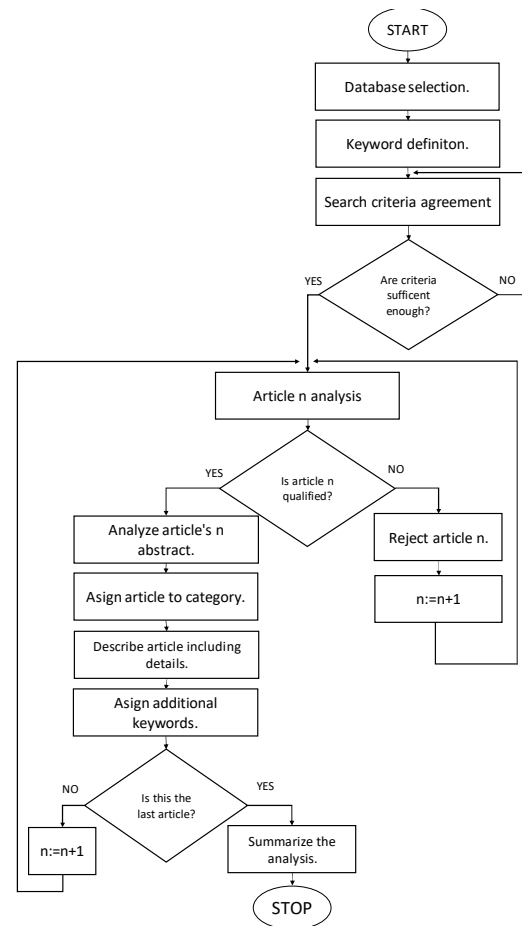 START
Database selection.
Keyword definiton.
Search criteria agreement
YES
Are criteria
sufficent
enough?
NO
Article n analysis
YES
Is article n
qualified?
NO
Analyze article's n
abstract.
Reject article n.
Asign article to category.
n:=n+1
Describe article including
details.
Asign additional
keywords.
NO
Is this the
last article?
YES
n:=n+1
Summarize the
analysis.
STOP